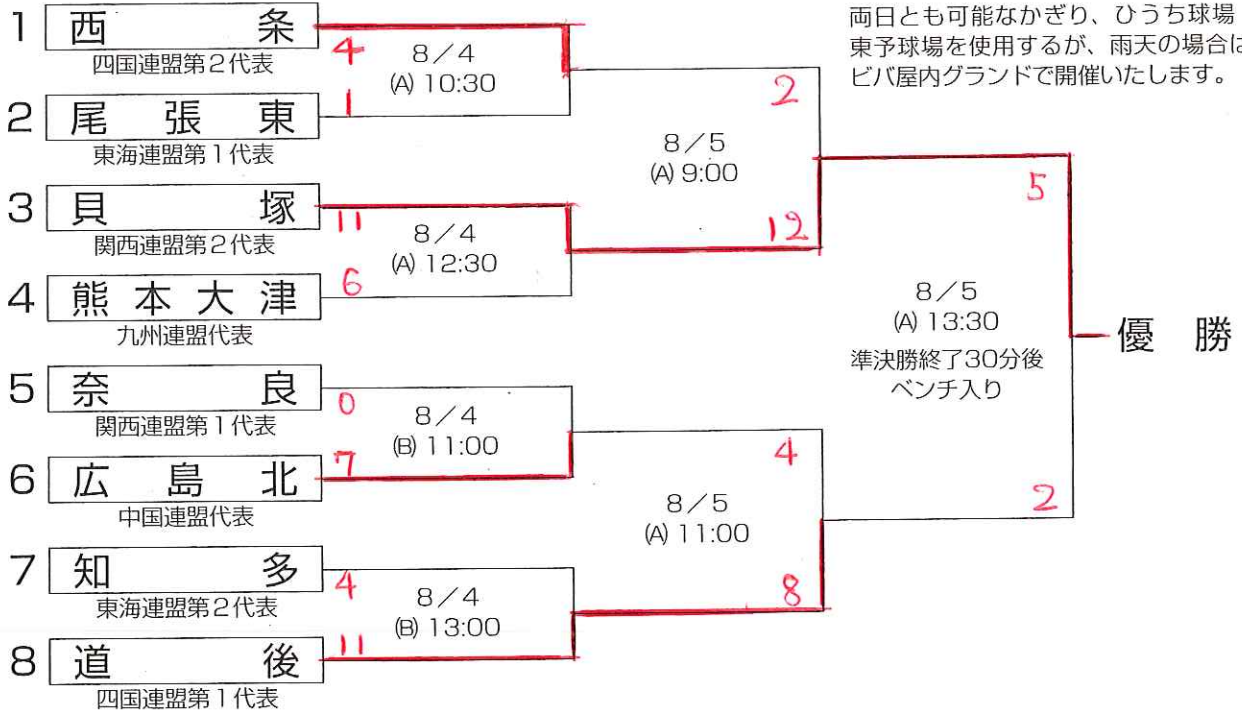 両日とも可能なかぎり、ひうち球場
東予球場を使用するが、雨天の場合に
ビバ屋内グランドで開催いたします。
1 西条
四国連盟第2代表
4
8/4
(A) 10:30
2 尾張東
東海連盟第1代表
1
2
8/5
(A) 9:00
12
3 貝塚
関西連盟第2代表
11
8/4
(A) 12:30
4 熊本大津
九州連盟代表
6
5
8/5
(A) 13:30
準決勝終了30分後
ベンチ入り
2
優勝
5 奈良
関西連盟第1代表
0
8/4
(B) 11:00
6 広島北
中国連盟代表
7
4
8/5
(A) 11:00
8
7 知多
東海連盟第2代表
4
8/4
(B) 13:00
8 道後
四国連盟第1代表
11